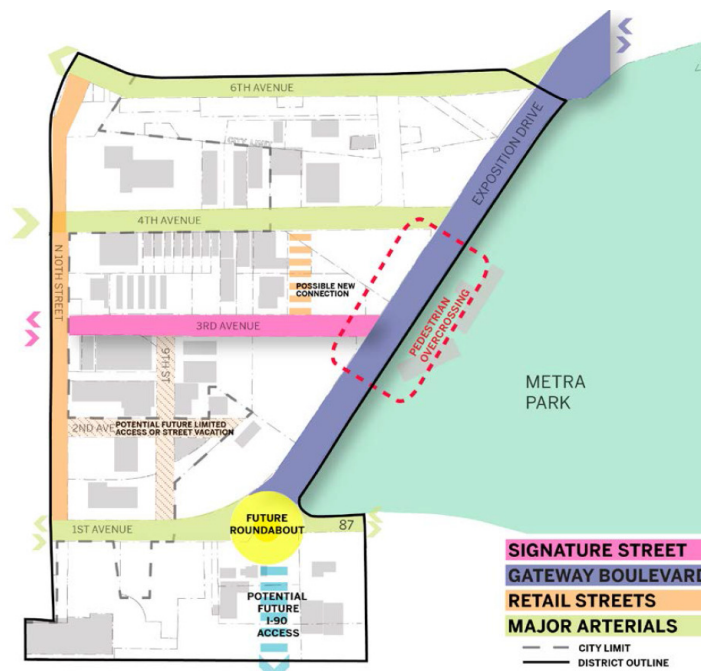 6TH AVENUE
CITY LIMIT
EXPOSITION DRIVE
4TH AVENUE
N 10TH STREET
POSSIBLE NEW
CONNECTION
3RD AVENUE
PEDESTRIAN
OVERCROSSING
9TH ST
METRA
PARK
2ND AVE
POTENTIAL FUTURE LIMITED
ACCESS OR STREET VACATION
1ST AVENUE
FUTURE
ROUNDABOUT
87
POTENTIAL
FUTURE
I-90
ACCESS
SIGNATURE STREET
GATEWAY BOULEVARD
RETAIL STREETS
MAJOR ARTERIALS
CITY LIMIT
DISTRICT OUTLINE